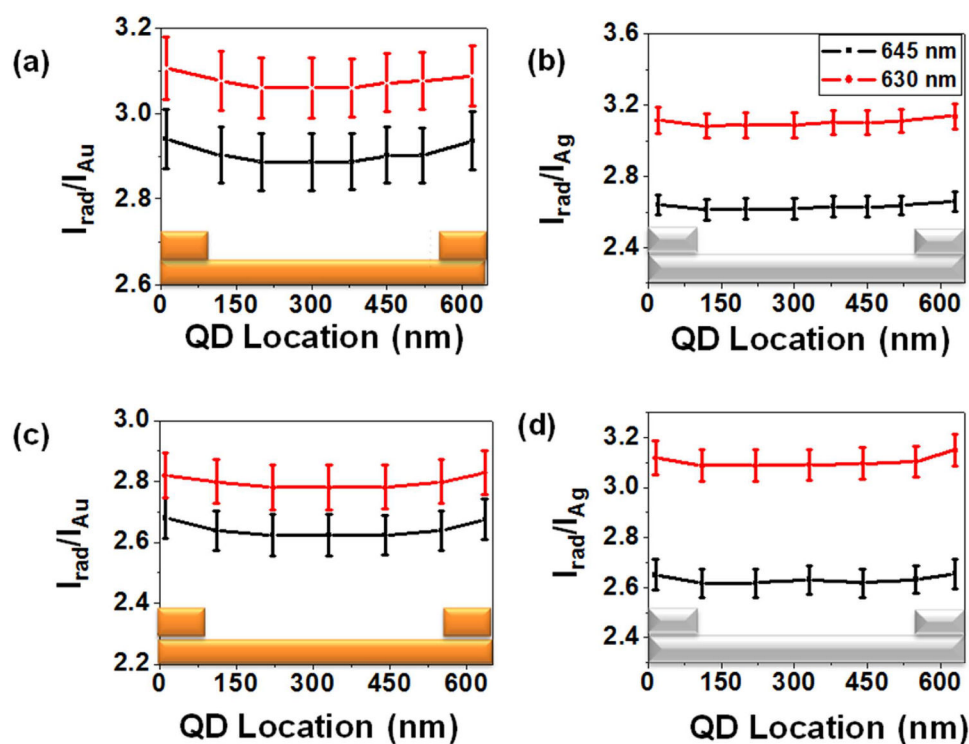 (a)
3.2
3.0
2.8
2.6
I_rad/I_Au
0 150 300 450 600
QD Location (nm)
(b)
3.6
3.2
2.8
2.4
I_rad/I_Ag
645 nm
630 nm
0 150 300 450 600
QD Location (nm)
(c)
3.0
2.8
2.6
2.4
2.2
I_rad/I_Au
0 150 300 450 600
QD Location (nm)
(d)
3.2
3.0
2.8
2.6
2.4
I_rad/I_Ag
0 150 300 450 600
QD Location (nm)